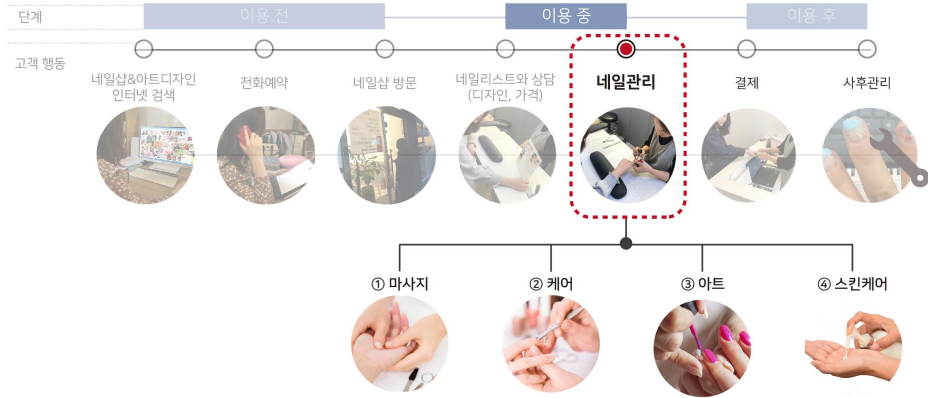 단계
이용 전
이용 중
이용 후
고객 행동
네일샵&아트디자인
인터넷 검색
전화예약
네일샵 방문
네일리스트와 상담
(디자인, 가격)
네일관리
결제
사후관리
① 마사지
② 케어
③ 아트
④ 스킨케어